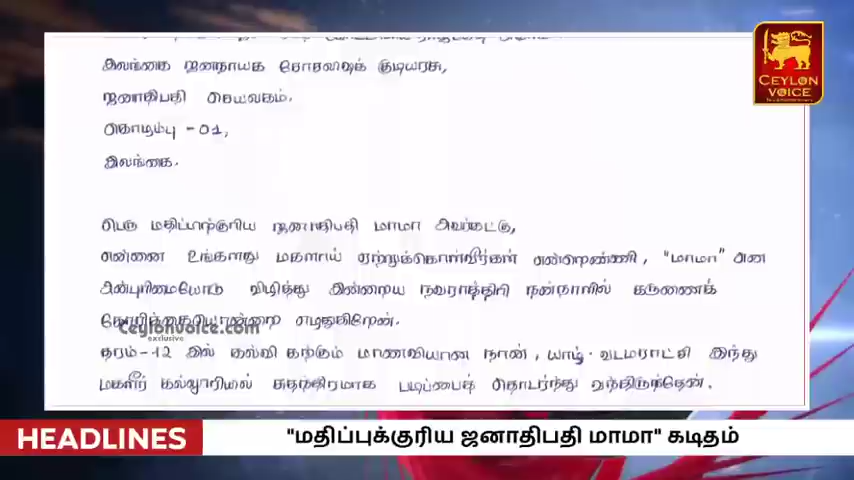 இலங்கை ஜனநாயக சோசலிஷக் குடியரசு,
CEYLON
VOICE
ஜனாதிபதி செயலகம்.
கொழும்பு -01,
இலங்கை.
பெரு மதிப்பிற்குரிய ஜனாதிபதி மாமா அவர்கட்கு,
என்னை உங்களது மகளாய் ஏற்றுக்கொள்வீர்கள் என்றெண்ணி, "மாமா" என
அன்புரிமையோடு விழித்து இன்றைய நவராத்திரி நன்நாளில் கருணைக்
எழுதுகிறேன்.
Ceylonvoice.com
exclusive
தரம்-12 இல் கல்வி கற்கும் மாணவியான நான், யாழ். வடமராட்சி இந்து
மகளிர் கல்லூரியில் சுதந்திரமாக படிப்பைத் தொடர்ந்து வந்திருந்தேன்.
HEADLINES
"மதிப்புக்குரிய ஜனாதிபதி மாமா" கடிதம்